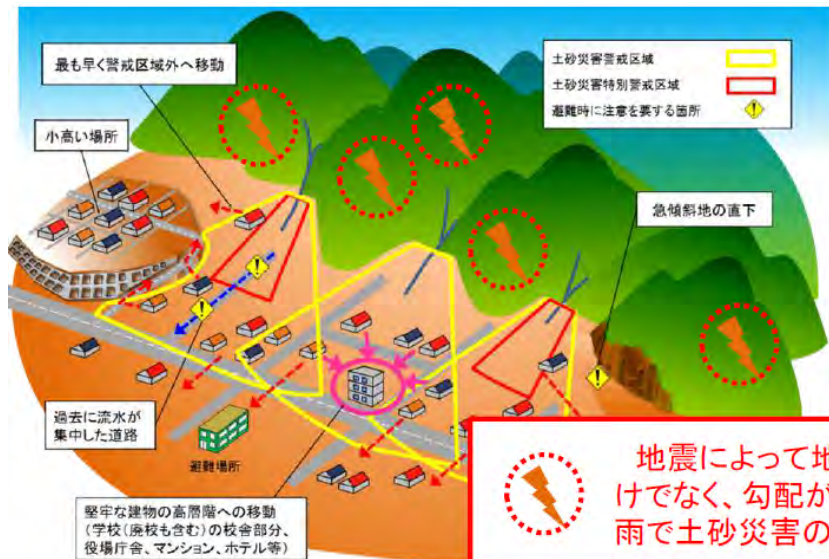 最も早く警戒区域外へ移動
小高い場所
土砂災害警戒区域
土砂災害特別警戒区域
避難時に注意を要する箇所
急傾斜地の直下
過去に流水が
集中した道路
避難場所
堅牢な建物の高層階への移動
(学校(廃校も含む)の校舎部分、
役場庁舎、マンション、ホテル等)
地震によって地
けでなく、勾配が
雨で土砂災害の